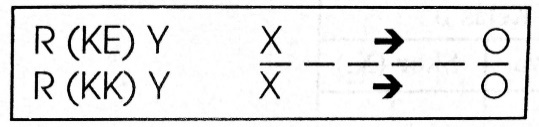 R (KE) Y X → O
R (KK) Y X → O